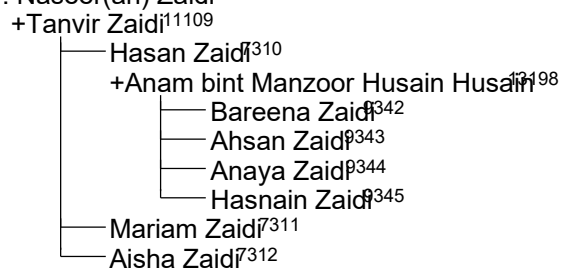 +Tanvir Zaidi11109
Hasan Zaidi7310
+Anam bint Manzoor Husain Husain13198
Bareena Zaidi9342
Ahsan Zaidi9343
Anaya Zaidi9344
Hasnain Zaidi9345
Mariam Zaidi7311
Aisha Zaidi7312